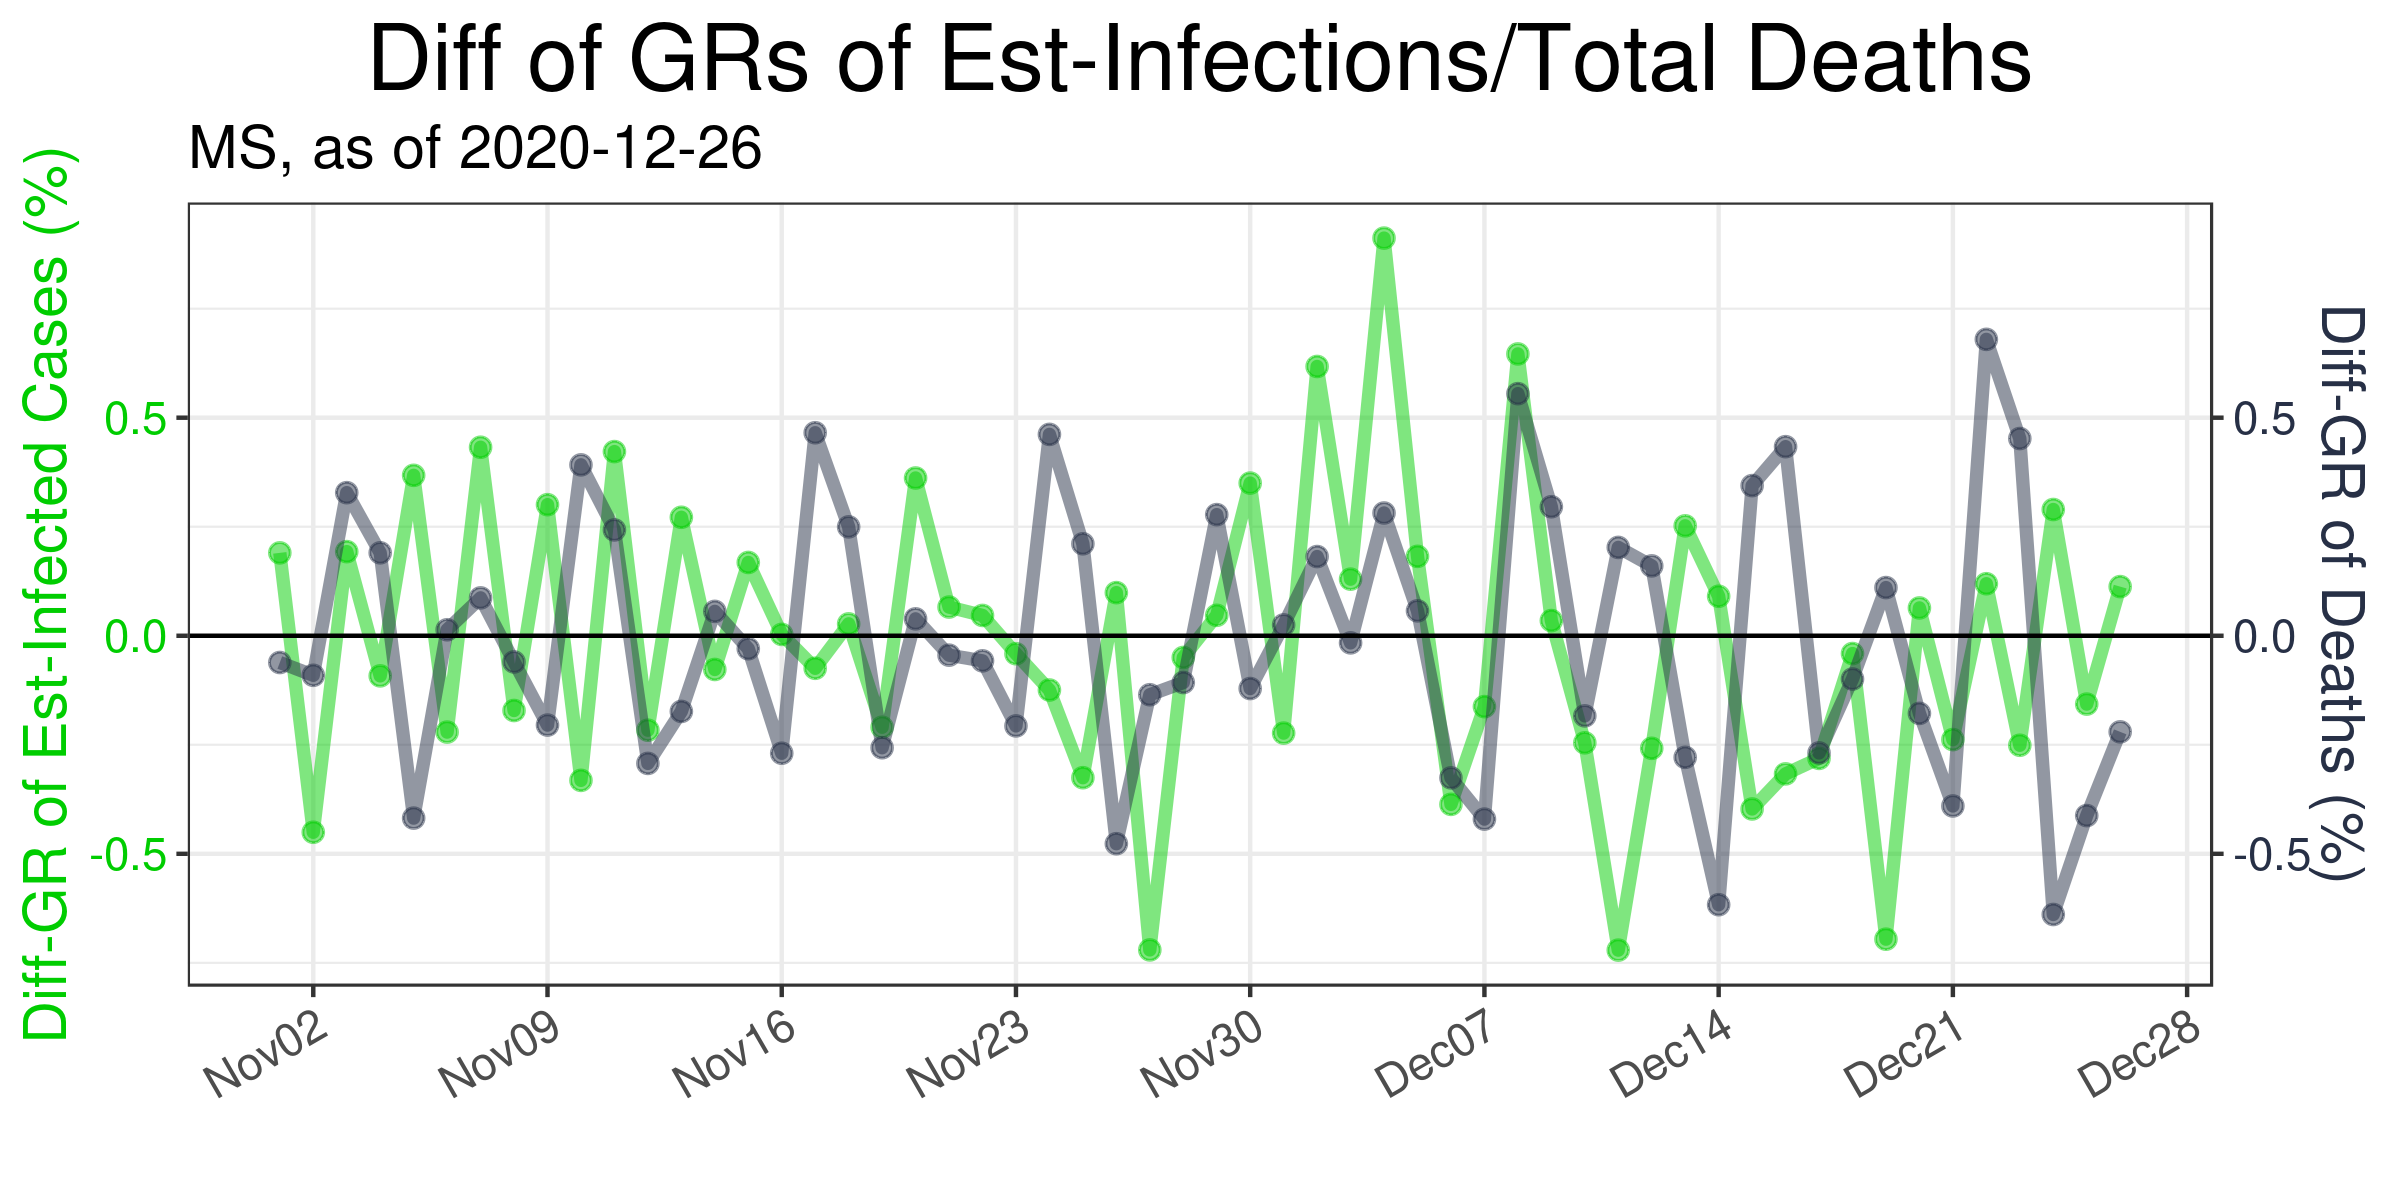 Diff of GRs of Est-Infections/Total Deaths
MS, as of 2020-12-26
Diff-GR of Est-Infected Cases (%)
0.5
0.0
-0.5
0.5
0.0
-0.5
Diff-GR of Deaths (%)
Nov02
Nov09
Nov16
Nov23
Nov30
Dec07
Dec14
Dec21
Dec28